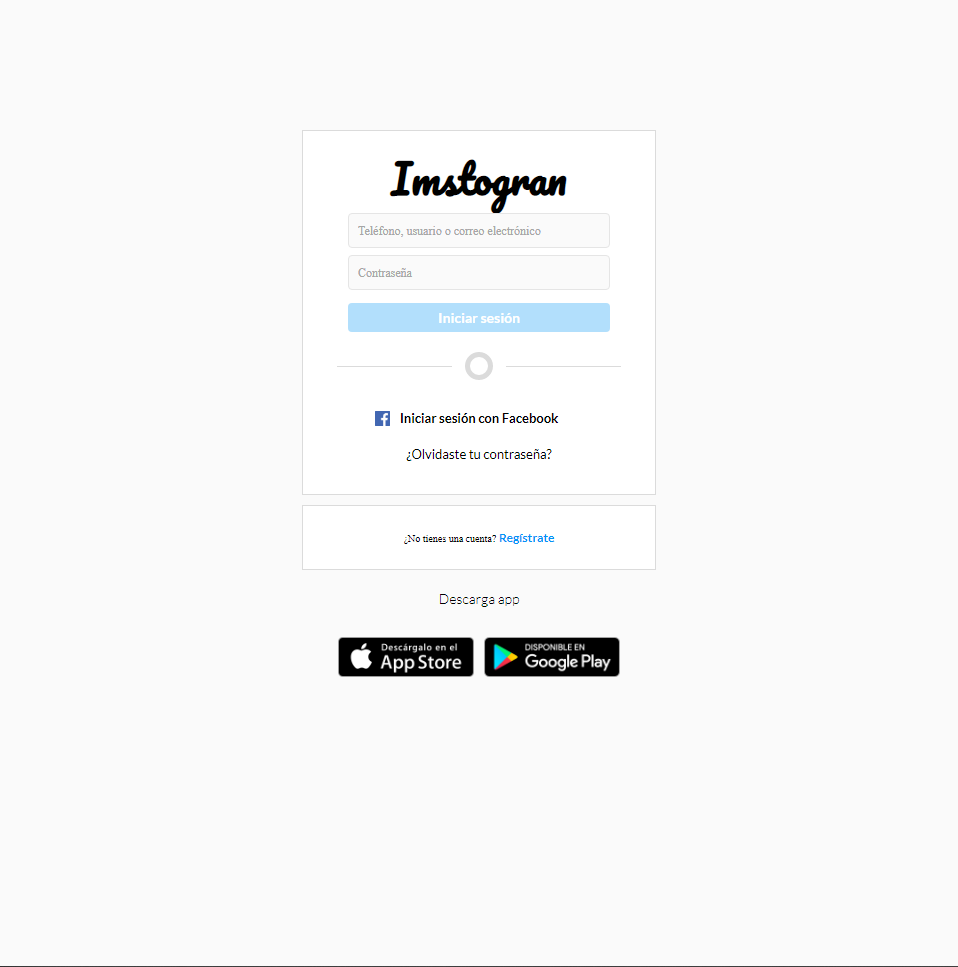 Imstogran
Teléfono, usuario o correo electrónico
Contraseña
Iniciar sesión
Iniciar sesión con Facebook
¿Olvidaste tu contraseña?
¿No tienes una cuenta? Regístrate
Descarga app
Descárgalo en el
App Store
DISPONIBLE EN
Google Play